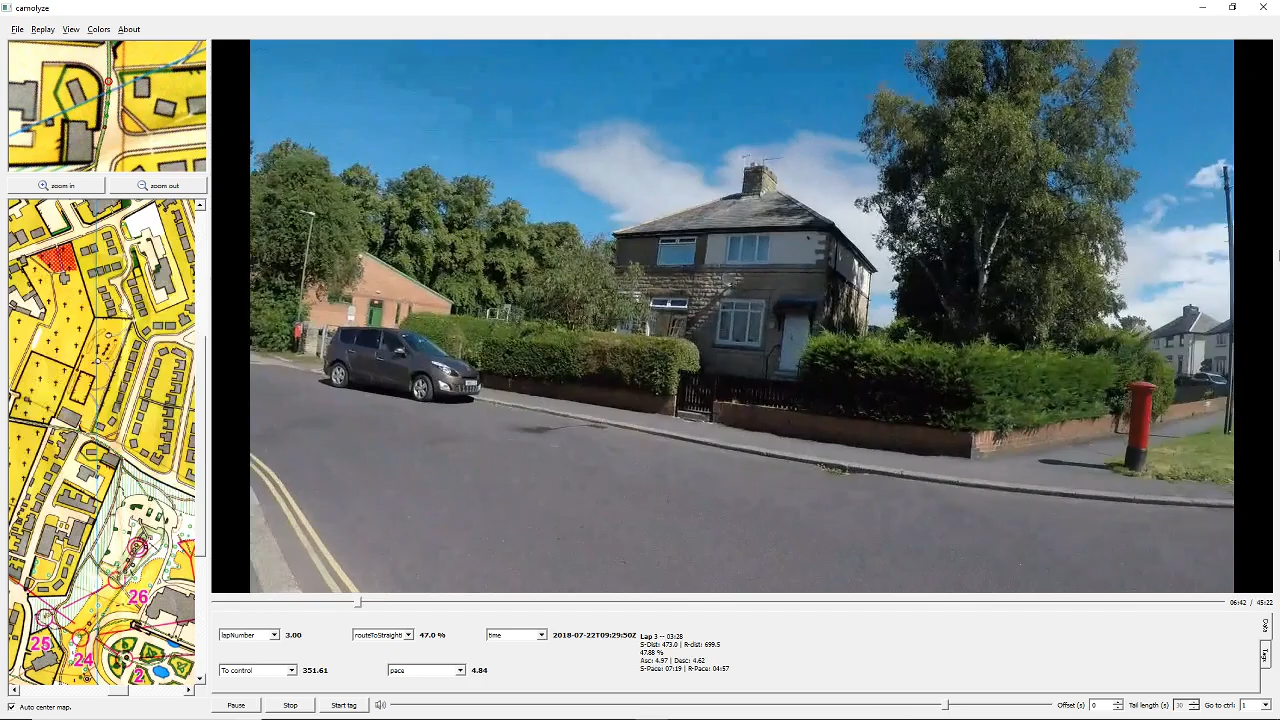 camolyze
File Replay View Colors About
zoom in zoom out
26
25
24
2
Auto center map.
06:42 / 45:22
lapNumber 3.00 routeToStraightl 47.0 % time 2018-07-22T09:29:50Z
To control 351.61 pace 4.84
Lap 3 -- 03:28
S-Dist: 473.0 | R-dist: 699.5
47.88 %
Asc: 4.97 | Desc: 4.62
S-Pace: 07:19 | R-Pace: 04:57
Tags
Pause Stop Start tag Offset (s) 0 Tail length (s) 30 Go to ctrl: 1